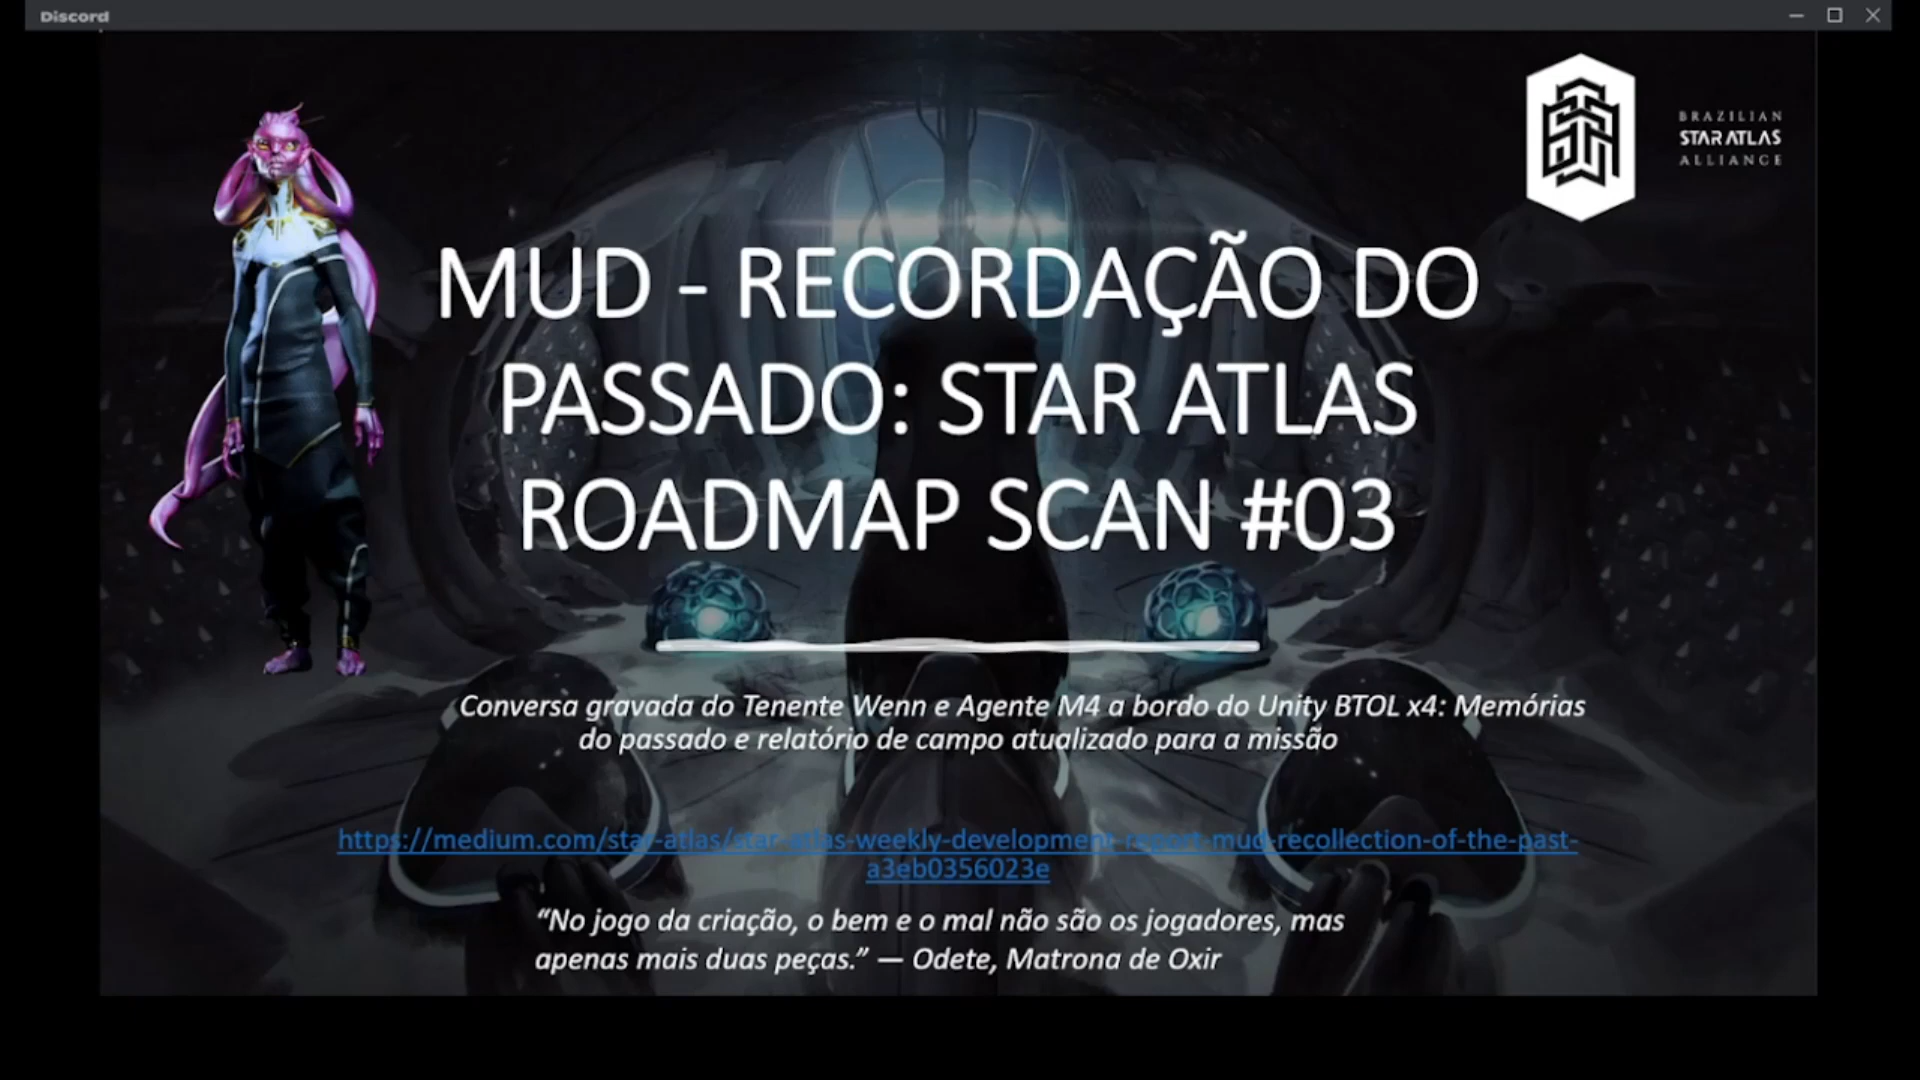 Discord
BRAZILIAN
STAR ATLAS
ALLIANCE
MUD - RECORDAÇÃO DO
PASSADO: STAR ATLAS
ROADMAP SCAN #03
Conversa gravada do Tenente Wenn e Agente M4 a bordo do Unity BTOL x4: Memórias
do passado e relatório de campo atualizado para a missão
https://medium.com/star-atlas/star-atlas-weekly-development-report-mud-recollection-of-the-past-
a3eb0356023e
“No jogo da criação, o bem e o mal não são os jogadores, mas
apenas mais duas peças.” — Odete, Matrona de Oxir